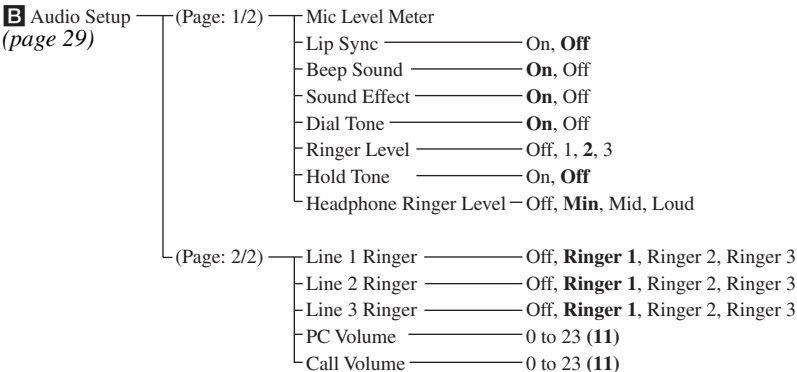 B Audio Setup (Page: 1/2) Mic Level Meter
(page 29) Lip Sync On, Off
Beep Sound On, Off
Sound Effect On, Off
Dial Tone On, Off
Ringer Level Off, 1, 2, 3
Hold Tone On, Off
Headphone Ringer Level Off, Min, Mid, Loud
(Page: 2/2) Line 1 Ringer Off, Ringer 1, Ringer 2, Ringer 3
Line 2 Ringer Off, Ringer 1, Ringer 2, Ringer 3
Line 3 Ringer Off, Ringer 1, Ringer 2, Ringer 3
PC Volume 0 to 23 (11)
Call Volume 0 to 23 (11)